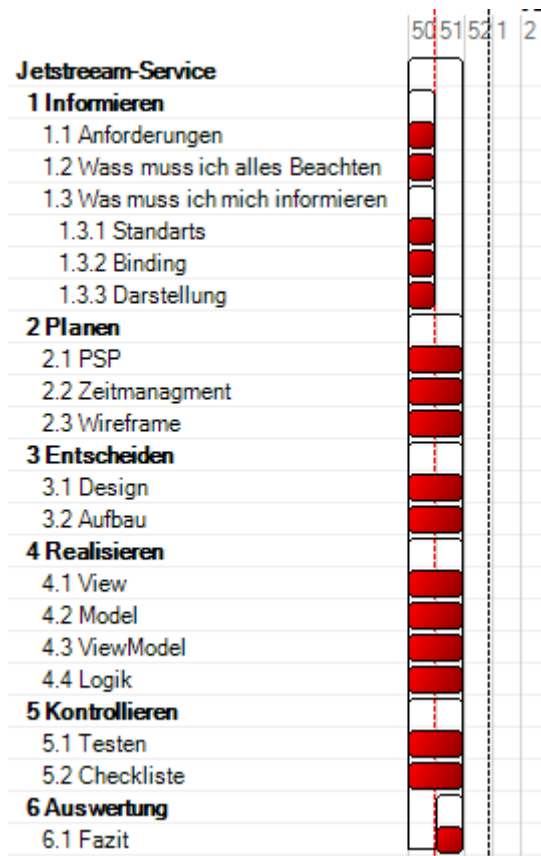 50 51 52 1 2
Jetstreeam-Service
1 Informieren
1.1 Anforderungen
1.2 Wass muss ich alles Beachten
1.3 Was muss ich mich informieren
1.3.1 Standarts
1.3.2 Binding
1.3.3 Darstellung
2 Planen
2.1 PSP
2.2 Zeitmanagment
2.3 Wireframe
3 Entscheiden
3.1 Design
3.2 Aufbau
4 Realisieren
4.1 View
4.2 Model
4.3 ViewModel
4.4 Logik
5 Kontrollieren
5.1 Testen
5.2 Checkliste
6 Auswertung
6.1 Fazit